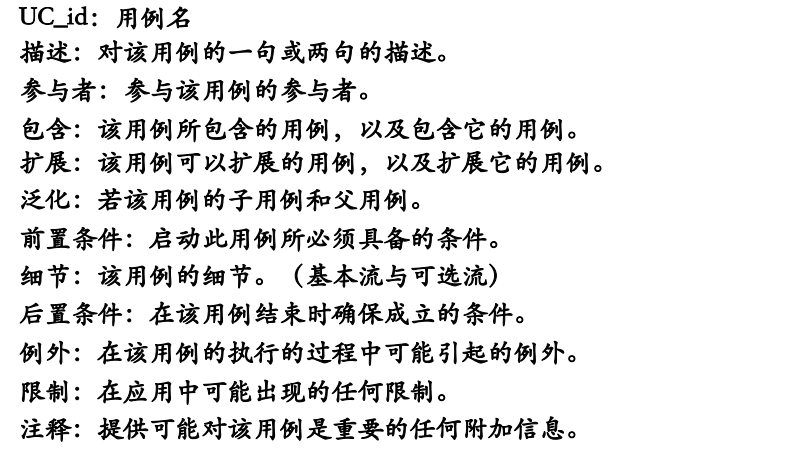 UC_id：用例名
描述：对该用例的一句或两句的描述。
参与者：参与该用例的参与者。
包含：该用例所包含的用例，以及包含它的用例。
扩展：该用例可以扩展的用例，以及扩展它的用例。
泛化：若该用例的子用例和父用例。
前置条件：启动此用例所必须具备的条件。
细节：该用例的细节。（基本流与可选流）
后置条件：在该用例结束时确保成立的条件。
例外：在该用例的执行的过程中可能引起的例外。
限制：在应用中可能出现的任何限制。
注释：提供可能对该用例是重要的任何附加信息。